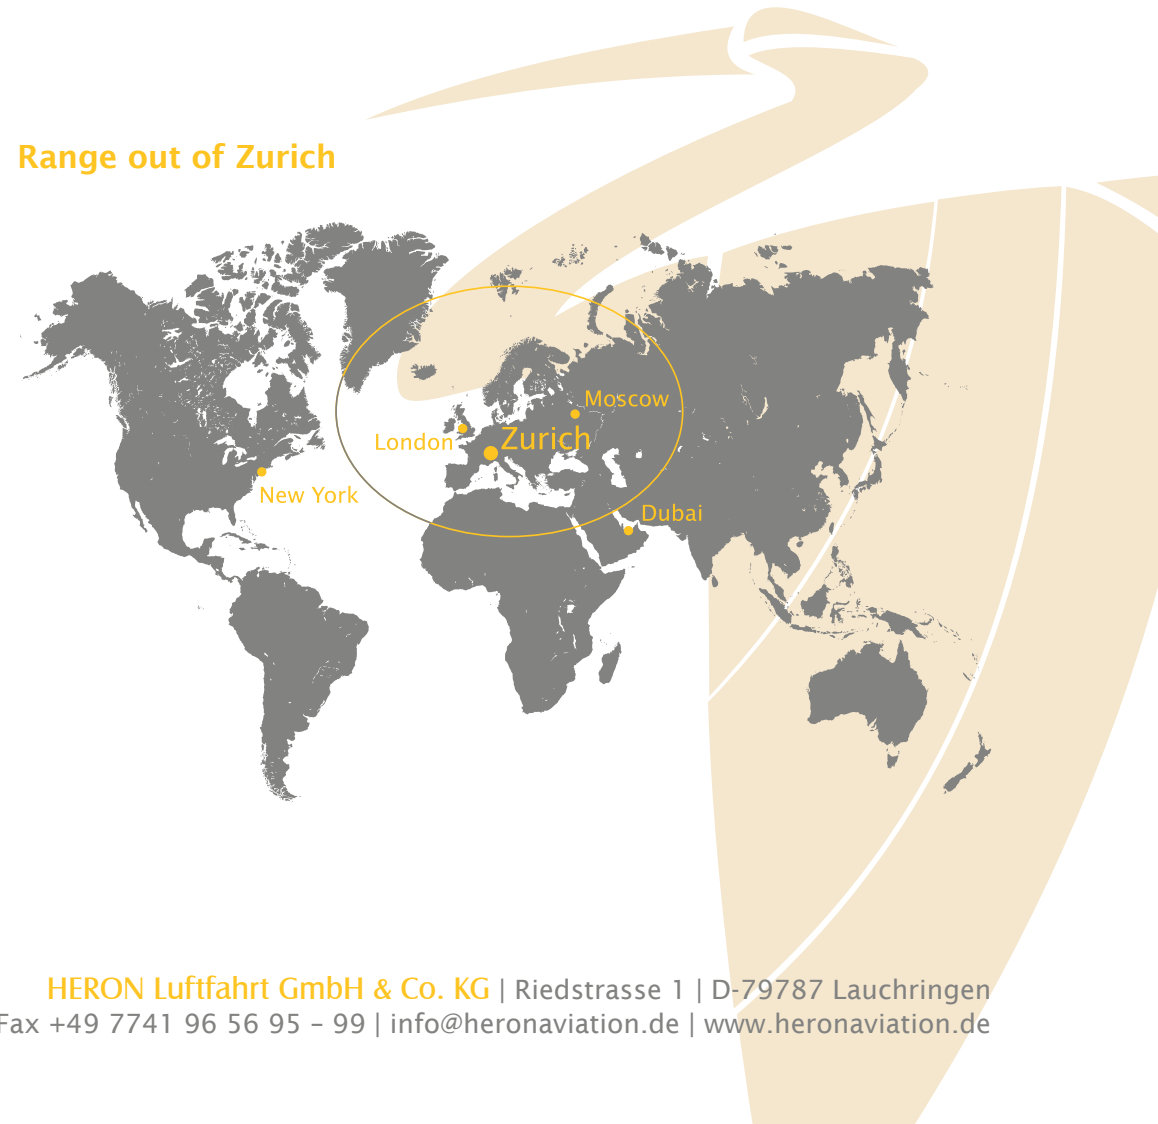 Range out of Zurich
Moscow
Zurich
London
New York
Dubai
HERON Luftfahrt GmbH & Co. KG | Riedstrasse 1 | D-79787 Lauchringen
Fax +49 7741 96 56 95 – 99 | info@heronaviation.de | www.heronaviation.de